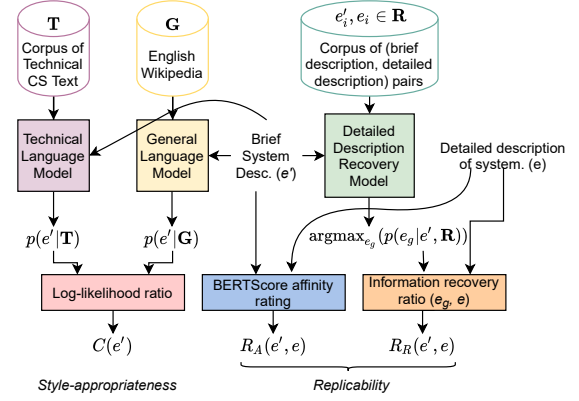 T
Corpus of
Technical
CS Text
G
English
Wikipedia
e′ᵢ, eᵢ ∈ R
Corpus of (brief
description, detailed
description) pairs
Technical
Language
Model
General
Language
Model
Brief
System
Desc. (e')
Detailed
Description
Recovery
Model
Detailed description
of system. (e)
p(e′|T)
p(e′|G)
argmax_{e_g}(p(e_g|e′, R))
Log-likelihood ratio
BERTScore affinity
rating
Information recovery
ratio (e_g, e)
C(e′)
R_A(e′, e)
R_R(e′, e)
Style-appropriateness
Replicability